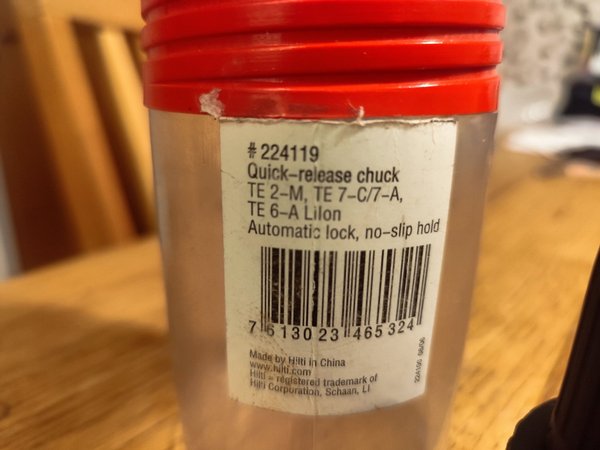 # 224119
Quick-release chuck
TE 2-M, TE 7-C/7-A,
TE 6-A LiIon
Automatic lock, no-slip hold
7 613023 465324
Made by Hilti in China
www.hilti.com
Hilti = registered trademark of
Hilti Corporation, Schaan, LI